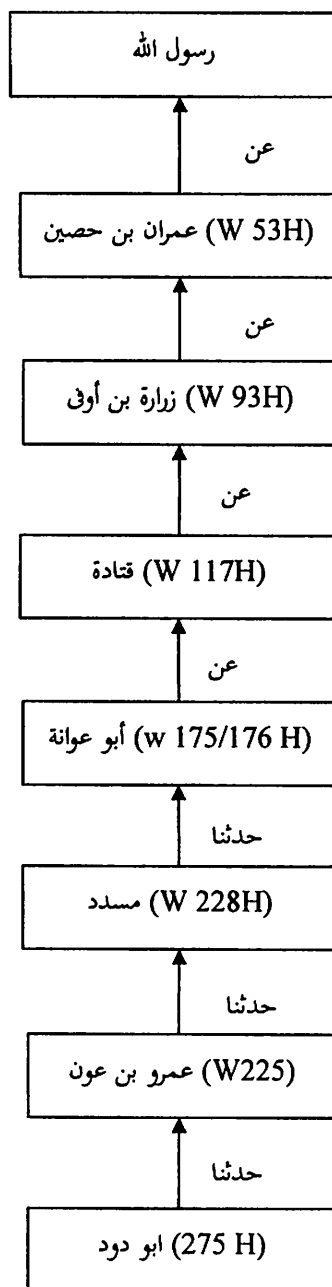 رسول الله
عن
عمران بن حصين (W 53H)
عن
زرارة بن أوفى (W 93H)
عن
قتادة (W 117H)
عن
أبو عوانة (w 175/176 H)
حدثنا
مسدد (W 228H)
حدثنا
عمرو بن عون (W225)
حدثنا
ابو دود (275 H)